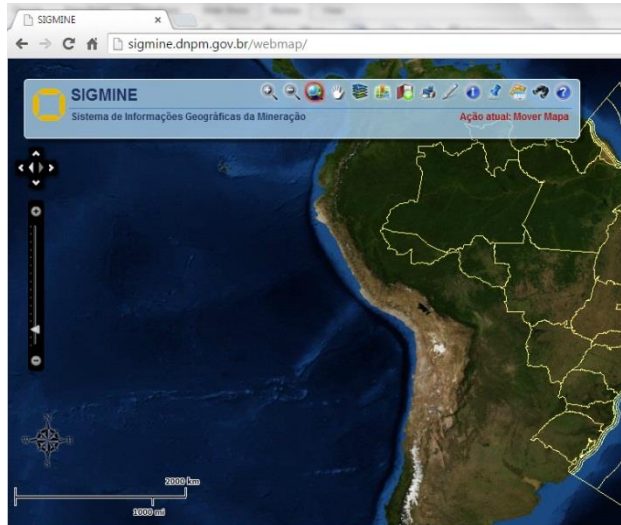 SIGMINE
sigmine.dnpm.gov.br/webmap/
SIGMINE
Sistema de Informações Geográficas da Mineração
Ação atual: Mover Mapa
N
S
2000 km
1000 mi